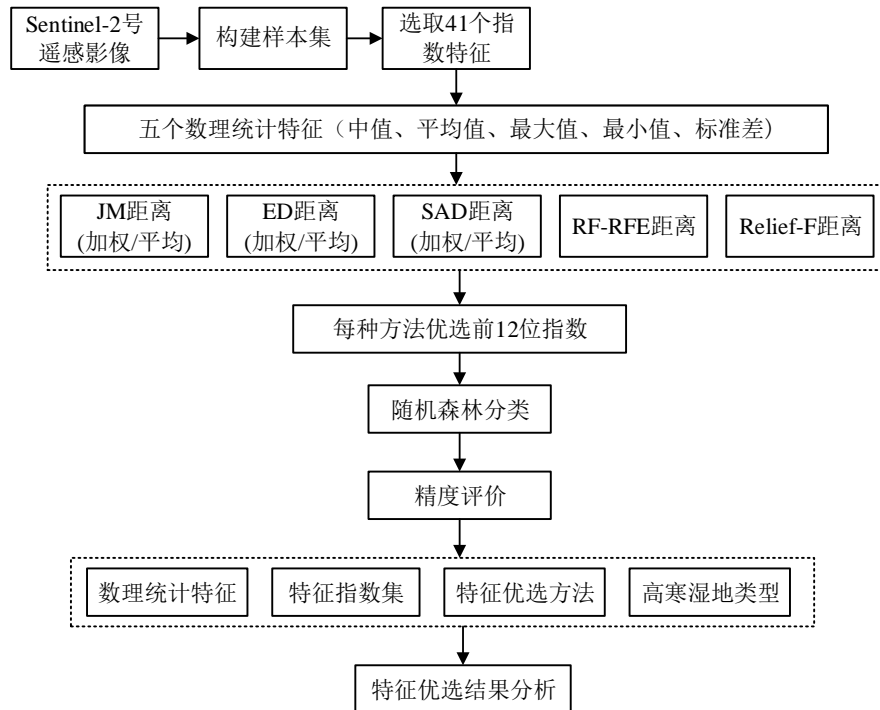 Sentinel-2号
遥感影像
构建样本集
选取41个指
数特征
五个数理统计特征（中值、平均值、最大值、最小值、标准差）
JM距离
(加权/平均)
ED距离
(加权/平均)
SAD距离
(加权/平均)
RF-RFE距离
Relief-F距离
每种方法优选前12位指数
随机森林分类
精度评价
数理统计特征
特征指数集
特征优选方法
高寒湿地类型
特征优选结果分析